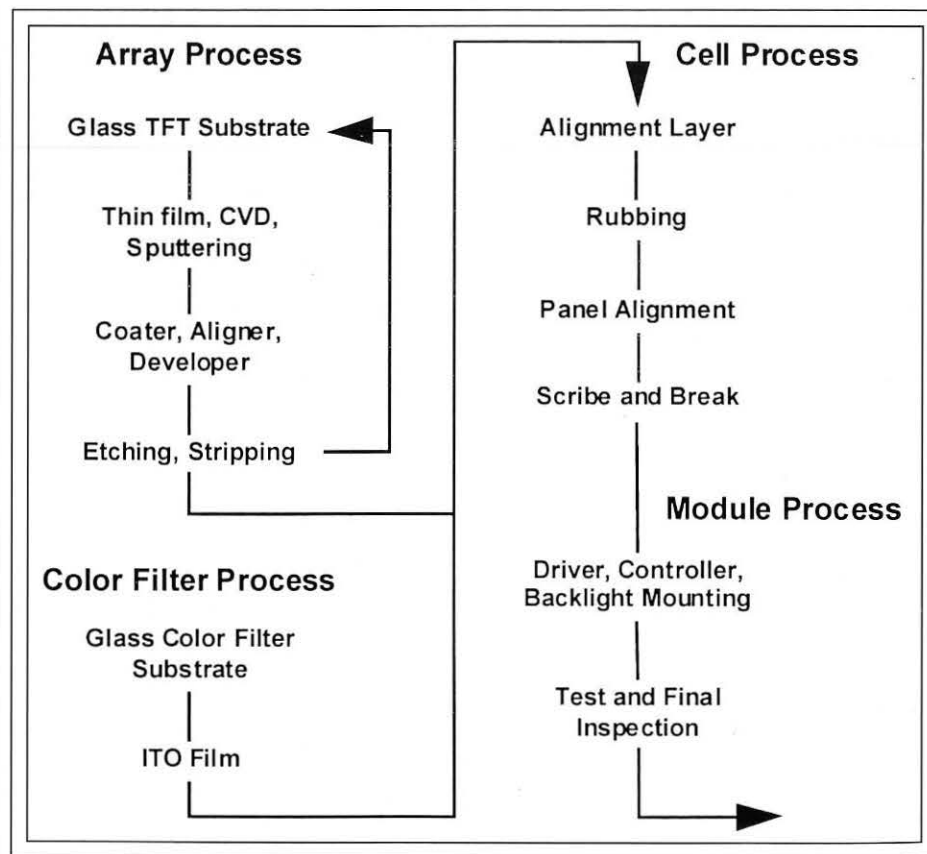 Array Process
Glass TFT Substrate
Thin film, CVD,
Sputtering
Coater, Aligner,
Developer
Etching, Stripping
Color Filter Process
Glass Color Filter
Substrate
ITO Film
Cell Process
Alignment Layer
Rubbing
Panel Alignment
Scribe and Break
Module Process
Driver, Controller,
Backlight Mounting
Test and Final
Inspection